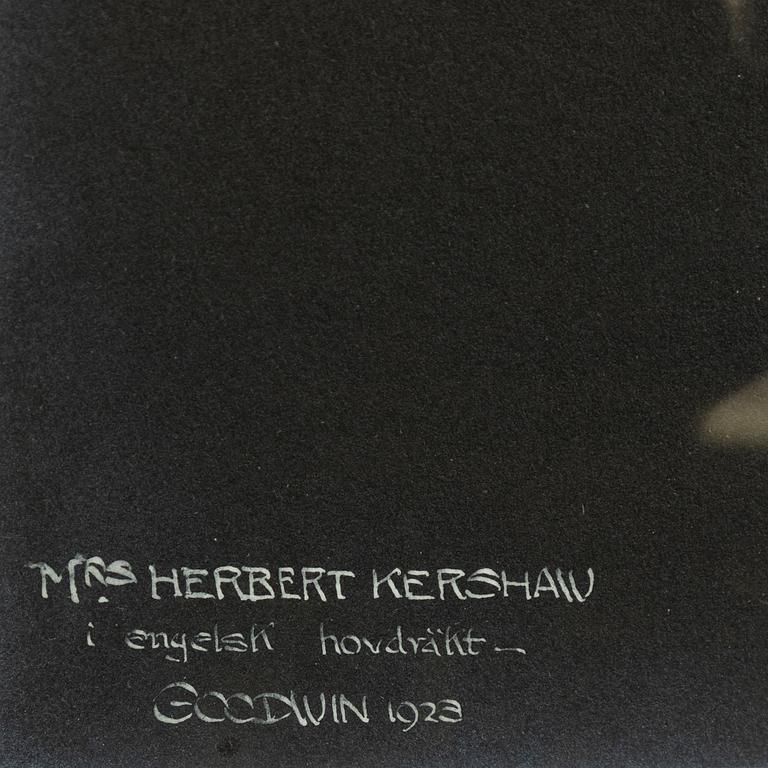 Mrs HERBERT KERSHAW
i engelsk hovdräkt —
GOODWIN 1923